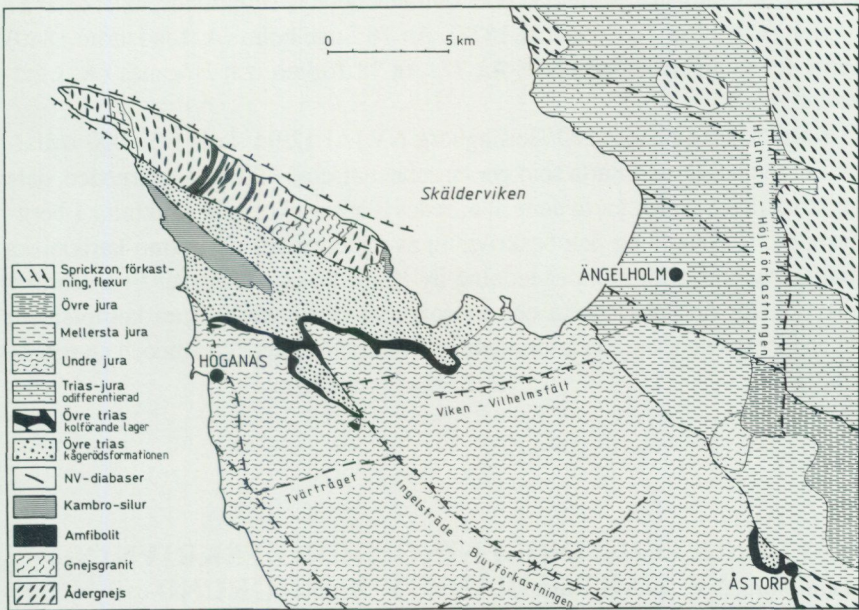 0 5 km
Skälderviken
Hjärnarp - Höjaförkastningen
ÄNGELHOLM
HÖGANÄS
Viken - Vilhelmsfält
Tvärtråget
Ingelsträde - Bjuvförkastningen
ÅSTORP
Sprickzon, förkast-
ning, flexur
Övre jura
Mellersta jura
Undre jura
Trias-jura
odifferentierad
Övre trias
kolförande lager
Övre trias
kågerödsformationen
NV-diabaser
Kambro-silur
Amfibolit
Gnejsgranit
Ådergnejs